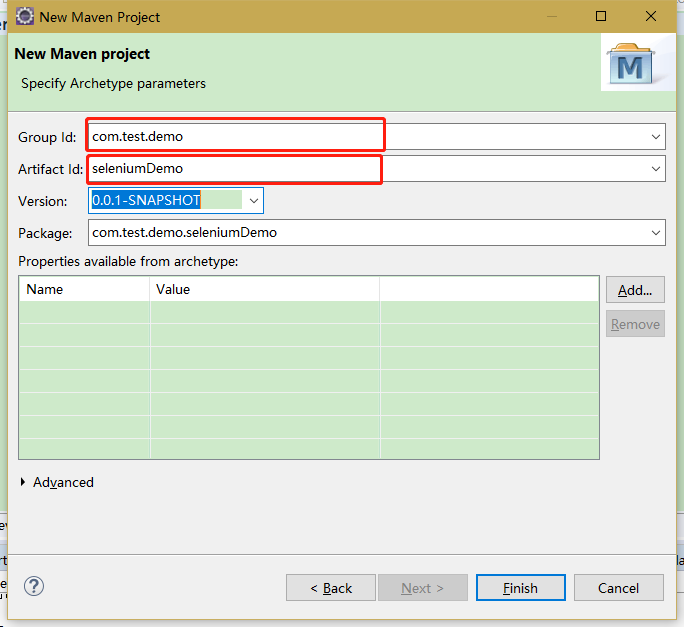 New Maven Project
New Maven project
Specify Archetype parameters
M
Group Id: com.test.demo
Artifact Id: seleniumDemo
Version: 0.0.1-SNAPSHOT
Package: com.test.demo.seleniumDemo
Properties available from archetype:
Name Value
Add...
Remove
Advanced
? < Back Next > Finish Cancel